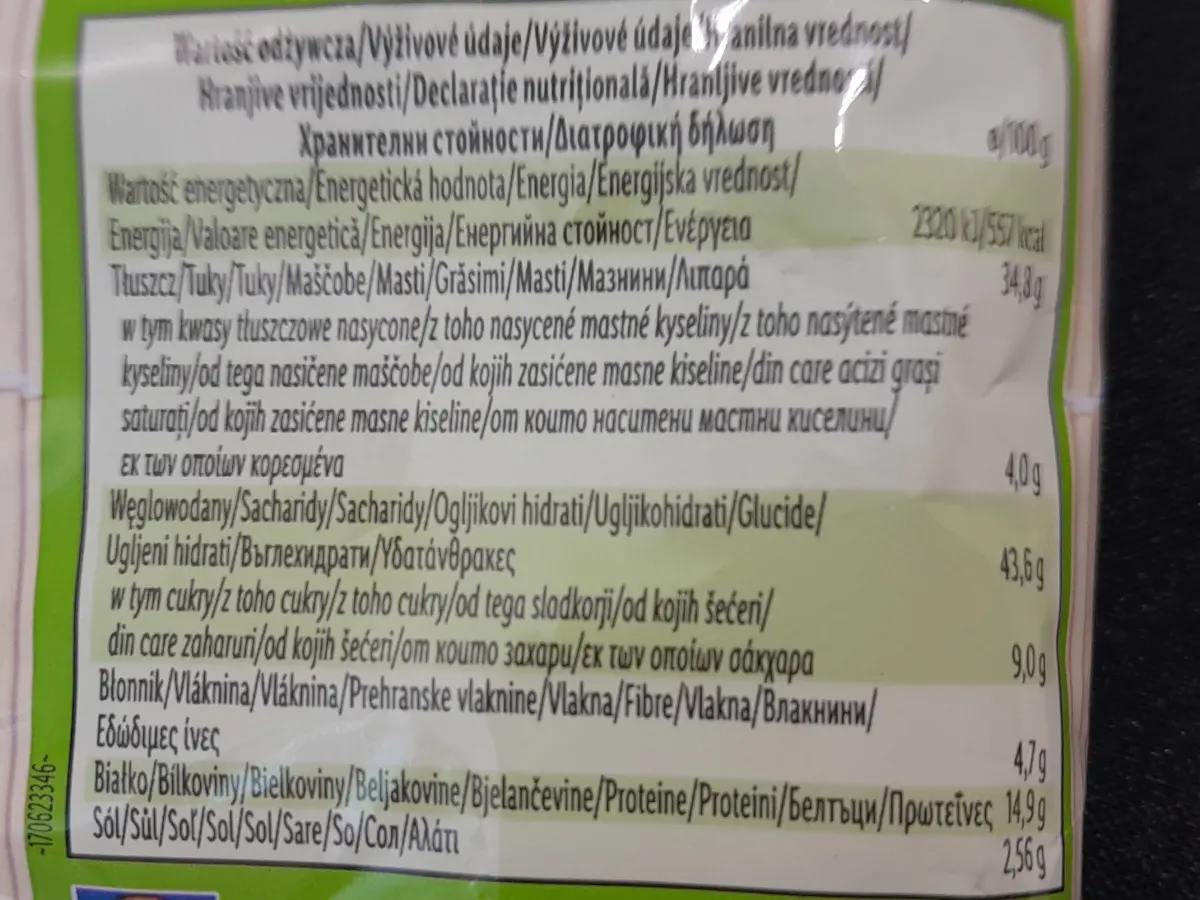 Wartość odżywcza/Výživové údaje/Výživové údaje/Hranilna vrednost/
Hranjive vrijednosti/Declarație nutrițională/Hranljive vrednosti/
Хранителни стойности/Διατροφική δήλωση ø/100g
Wartość energetyczna/Energetická hodnota/Energia/Energijska vrednost/
Energija/Valoare energetică/Energija/Енергийна стойност/Ενέργεια 2320 kJ/557 kcal
Tłuszcz/Tuky/Tuky/Maščobe/Masti/Grăsimi/Masti/Мазнини/Λιπαρά 34,8g
w tym kwasy tłuszczowe nasycone/z toho nasycené mastné kyseliny/z toho nasýtené mastné
kyseliny/od tega nasičene maščobe/od kojih zasićene masne kiseline/din care acizi grași
saturați/od kojih zasićene masne kiseline/от които наситени мастни киселини/
εκ των οποίων κορεσμένα 4,0g
Węglowodany/Sacharidy/Sacharidy/Ogljikovi hidrati/Ugljikohidrati/Glucide/
Ugljeni hidrati/Въглехидрати/Υδατάνθρακες 43,6g
w tym cukry/z toho cukry/z toho cukry/od tega sladkorji/od kojih šećeri/
din care zaharuri/od kojih šećeri/от които захари/εκ των οποίων σάκχαρα 9,0g
Błonnik/Vláknina/Vláknina/Prehranske vlaknine/Vlakna/Fibre/Vlakna/Влакнини/
Εδώδιμες ίνες 4,7g
Białko/Bílkoviny/Bielkoviny/Beljakovine/Bjelančevine/Proteine/Proteini/Белтъци/Πρωτεΐνες 14,9g
Sól/Sůl/Soľ/Sol/Sol/Sare/So/Сол/Αλάτι 2,56g
~170623346~